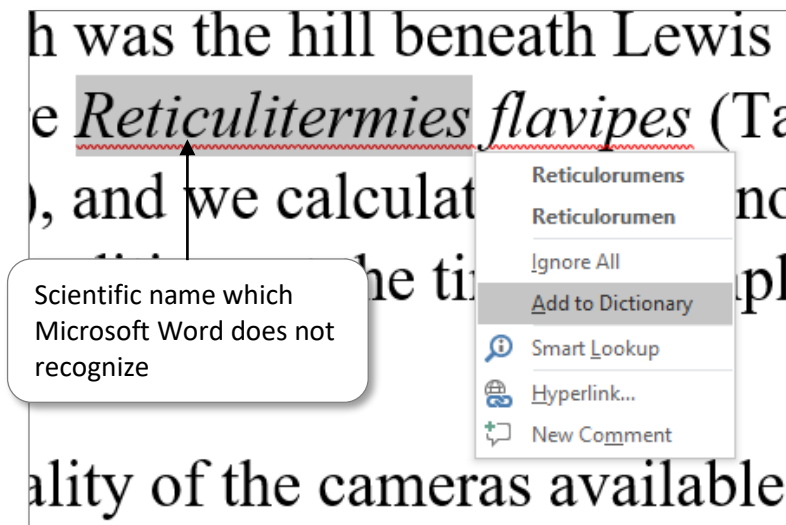 h was the hill beneath Lewis
e Reticulitermies flavipes (Ta
), and we calculat no
he ti mpl
Scientific name which
Microsoft Word does not
recognize
Reticulorumens
Reticulorumen
Ignore All
Add to Dictionary
Smart Lookup
Hyperlink...
New Comment
ality of the cameras available